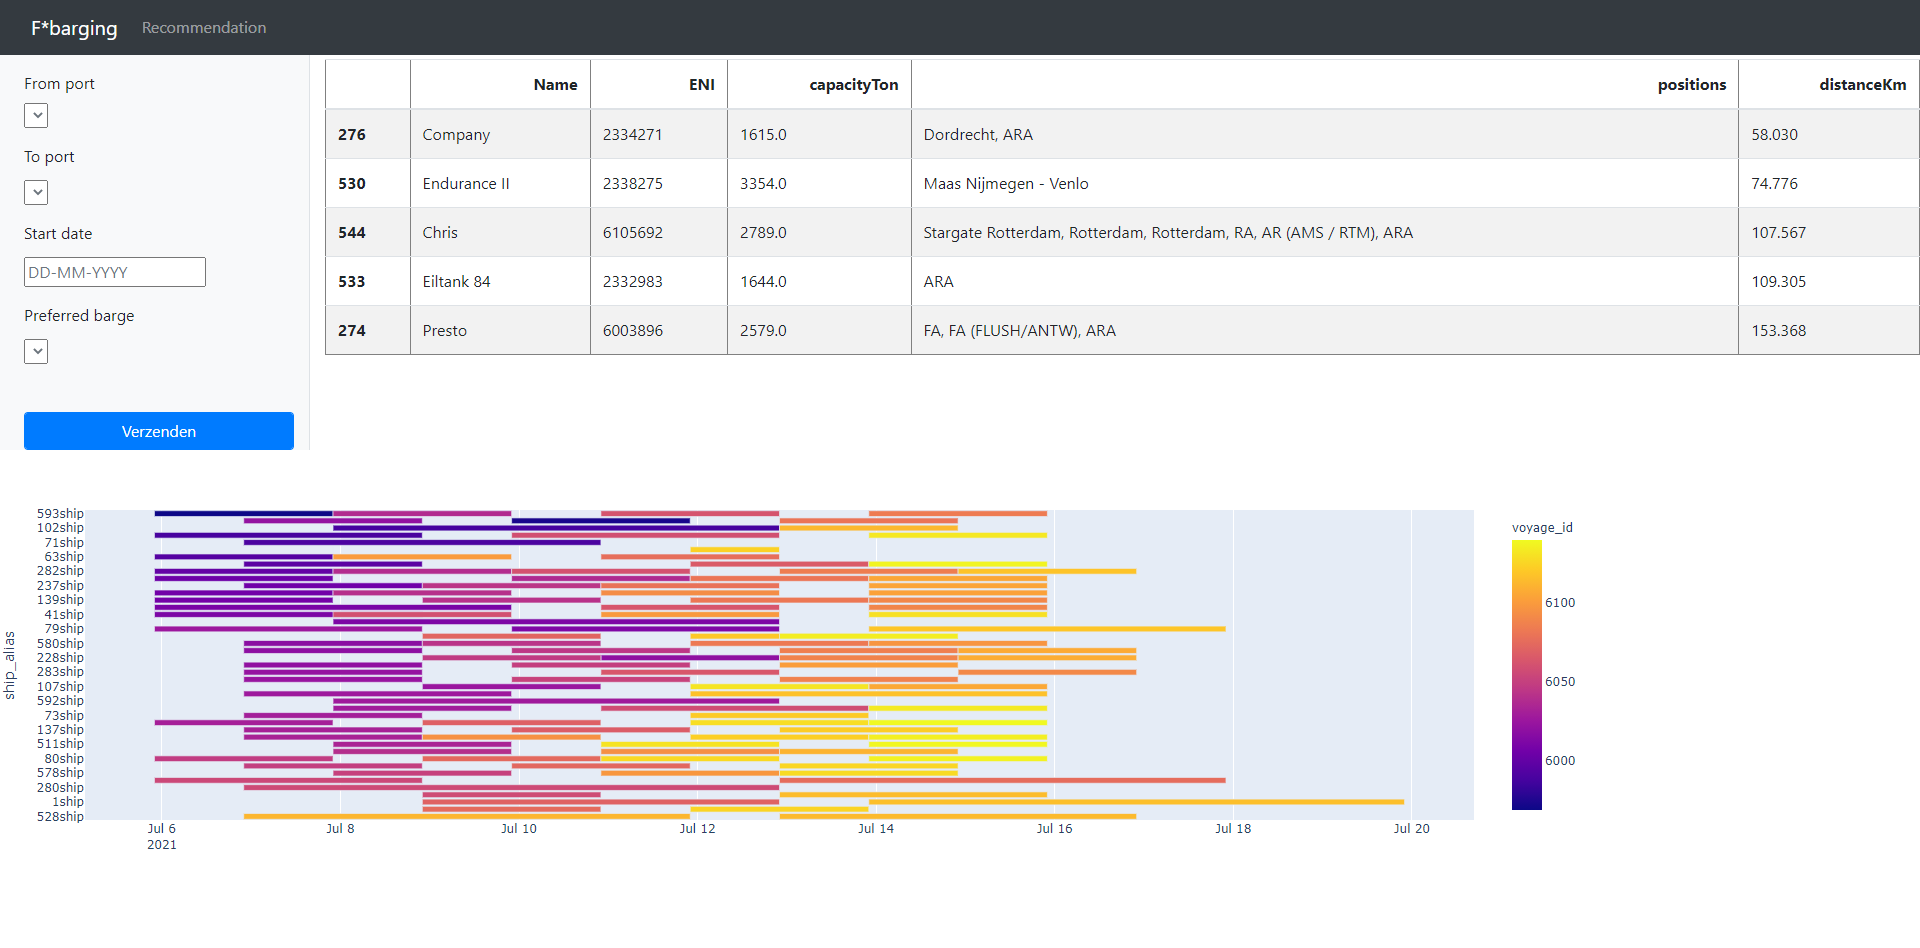 F*barging Recommendation
From port
To port
Start date
DD-MM-YYYY
Preferred barge
Verzenden
Name ENI capacityTon positions distanceKm
276 Company 2334271 1615.0 Dordrecht, ARA 58.030
530 Endurance II 2338275 3354.0 Maas Nijmegen - Venlo 74.776
544 Chris 6105692 2789.0 Stargate Rotterdam, Rotterdam, Rotterdam, RA, AR (AMS / RTM), ARA 107.567
533 Eiltank 84 2332983 1644.0 ARA 109.305
274 Presto 6003896 2579.0 FA, FA (FLUSH/ANTW), ARA 153.368
ship_alias
593ship
102ship
71ship
63ship
282ship
237ship
139ship
41ship
79ship
580ship
228ship
283ship
107ship
592ship
73ship
137ship
511ship
80ship
578ship
280ship
1ship
528ship
Jul 6 Jul 8 Jul 10 Jul 12 Jul 14 Jul 16 Jul 18 Jul 20
2021
voyage_id
6100
6050
6000